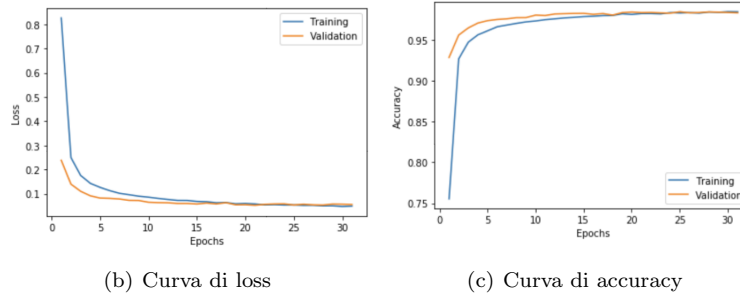 0.8
0.7
0.6
0.5
0.4
0.3
0.2
0.1
Loss
Training
Validation
0 5 10 15 20 25 30
Epochs
(b) Curva di loss
0.95
0.90
0.85
0.80
0.75
Accuracy
Training
Validation
0 5 10 15 20 25 30
Epochs
(c) Curva di accuracy